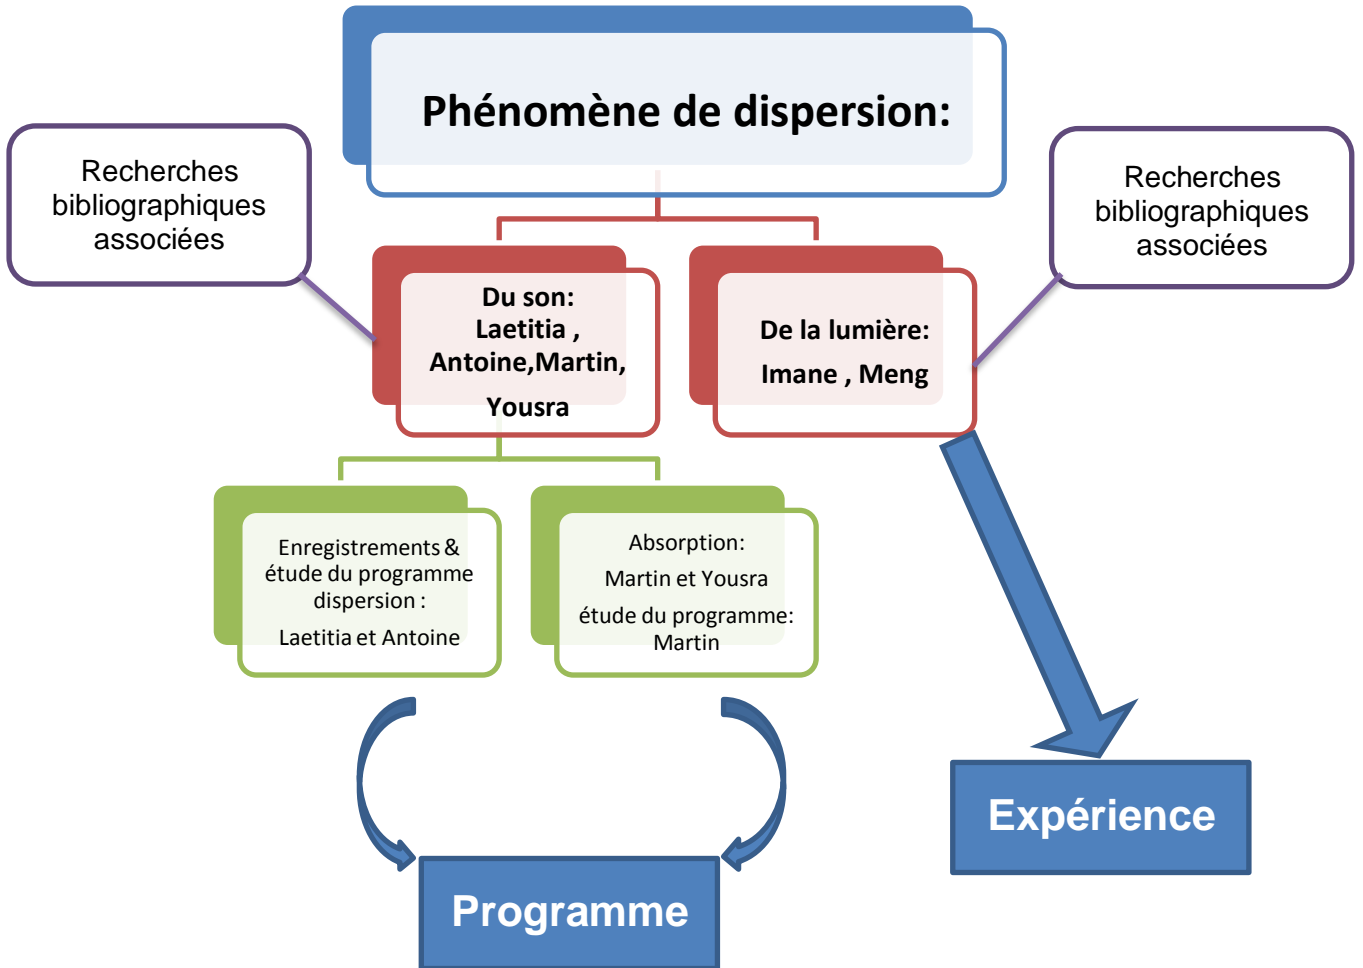 Phénomène de dispersion:
Recherches
bibliographiques
associées
Recherches
bibliographiques
associées
Du son:
Laetitia ,
Antoine,Martin,
Yousra
De la lumière:
Imane , Meng
Enregistrements &
étude du programme
dispersion :
Laetitia et Antoine
Absorption:
Martin et Yousra
étude du programme:
Martin
Expérience
Programme